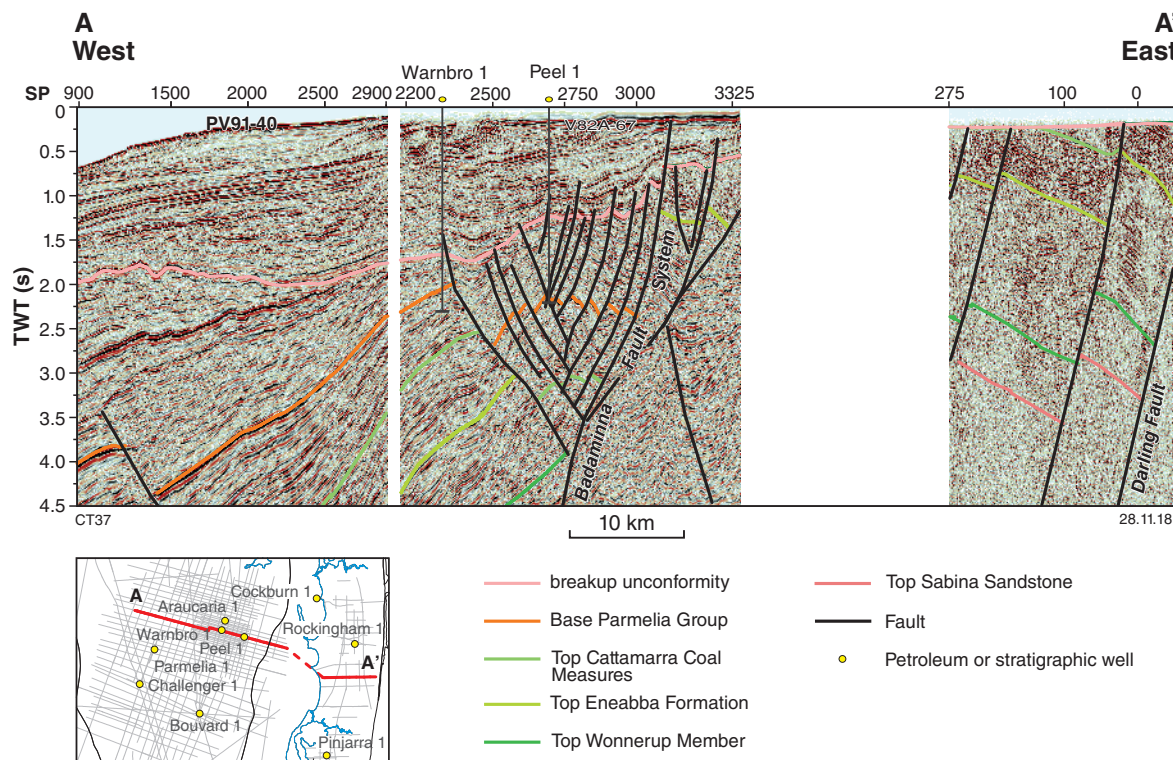 A
A'
West
East
Warnbro 1
Peel 1
SP
900
1500
2000
2500
2900
2200
2500
2750
3000
3325
275
100
0
PV91-40
V82A-67
0
0.5
1.0
1.5
2.0
2.5
3.0
3.5
4.0
4.5
TWT (s)
Badaminna Fault System
Darling Fault
CT37
28.11.18
10 km
A
Araucaria 1
Cockburn 1
Warnbro 1
Peel 1
Rockingham 1
Parmelia 1
A'
Challenger 1
Bouvard 1
Pinjarra 1
breakup unconformity
Base Parmelia Group
Top Cattamarra Coal
Measures
Top Eneabba Formation
Top Wonnerup Member
Top Sabina Sandstone
Fault
Petroleum or stratigraphic well